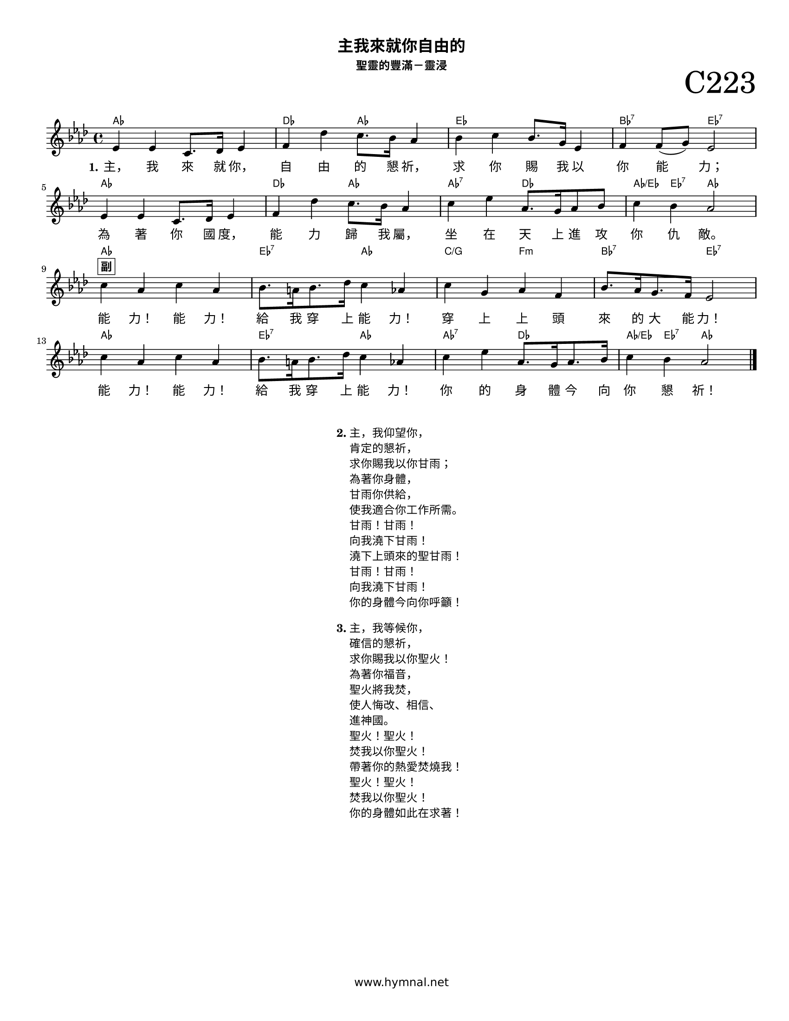 主我來就你自由的
聖靈的豐滿－靈浸
C223
A♭ D♭ A♭ E♭ B♭7 E♭7
1. 主， 我 來 就你， 自 由 的 懇祈， 求 你 賜 我以 你 能 力；
5
A♭ D♭ A♭ A♭7 D♭ A♭/E♭ E♭7 A♭
為 著 你 國度， 能 力 歸 我屬， 坐 在 天 上進 攻 你 仇 敵。
A♭ E♭7 A♭ C/G Fm B♭7 E♭7
9
副
能 力！ 能 力！ 給 我穿 上能 力！ 穿 上 上 頭 來 的大 能力！
13
A♭ E♭7 A♭ A♭7 D♭ A♭/E♭ E♭7 A♭
能 力！ 能 力！ 給 我穿 上能 力！ 你 的 身 體今 向 你 懇 祈！
2. 主，我仰望你，
肯定的懇祈，
求你賜我以你甘雨；
為著你身體，
甘雨你供給，
使我適合你工作所需。
甘雨！甘雨！
向我澆下甘雨！
澆下上頭來的聖甘雨！
甘雨！甘雨！
向我澆下甘雨！
你的身體今向你呼籲！
3. 主，我等候你，
確信的懇祈，
求你賜我以你聖火！
為著你福音，
聖火將我焚，
使人悔改、相信、
進神國。
聖火！聖火！
焚我以你聖火！
帶著你的熱愛焚燒我！
聖火！聖火！
焚我以你聖火！
你的身體如此在求著！
www.hymnal.net